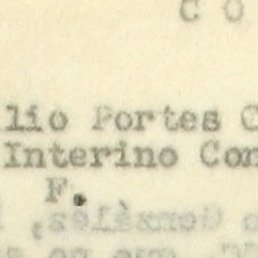 C O
lio Portes C
Interino Con
F.